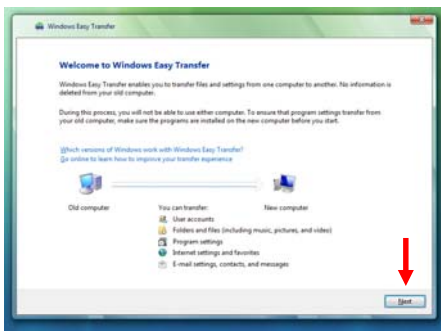 Windows Easy Transfer
Welcome to Windows Easy Transfer
Windows Easy Transfer enables you to transfer files and settings from one computer to another. No information is
deleted from your old computer.
During this process, you will not be able to use either computer. To ensure that program settings transfer from
your old computer, make sure the programs are installed on the new computer before you start.
Which versions of Windows work with Windows Easy Transfer?
Go online to learn how to improve your transfer experience
Old computer
You can transfer:
New computer
User accounts
Folders and files (including music, pictures, and video)
Program settings
Internet settings and favorites
E-mail settings, contacts, and messages
Next